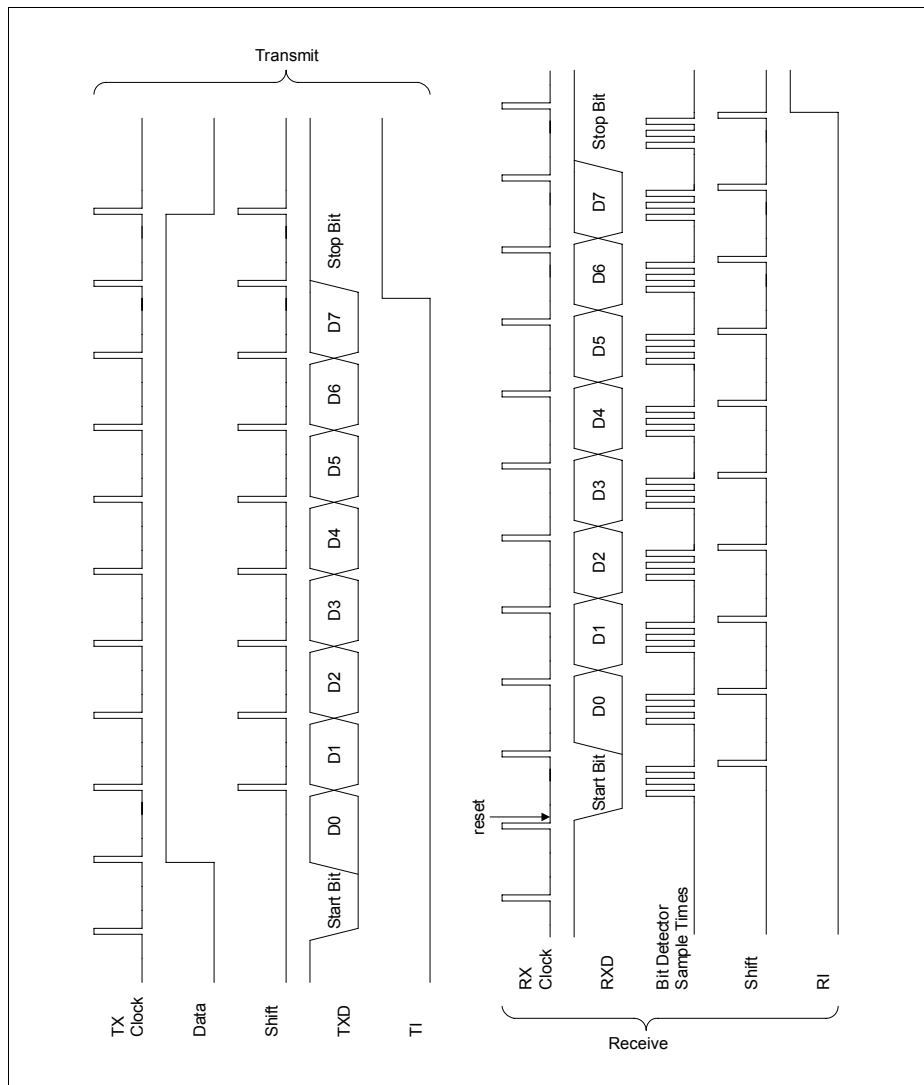 Transmit
TX
Clock
Data
Shift
TXD
Start Bit
D0
D1
D2
D3
D4
D5
D6
D7
Stop Bit
TI
RX
Clock
reset
RXD
Start Bit
D0
D1
D2
D3
D4
D5
D6
D7
Stop Bit
Bit Detector
Sample Times
Shift
RI
Receive